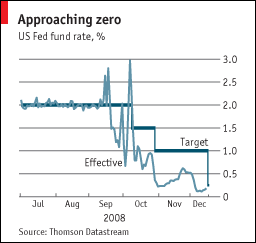 Approaching zero
US Fed fund rate, %
3.0
2.5
2.0
1.5
Target
1.0
Effective
0.5
0
Jul Aug Sep Oct Nov Dec
2008
Source: Thomson Datastream